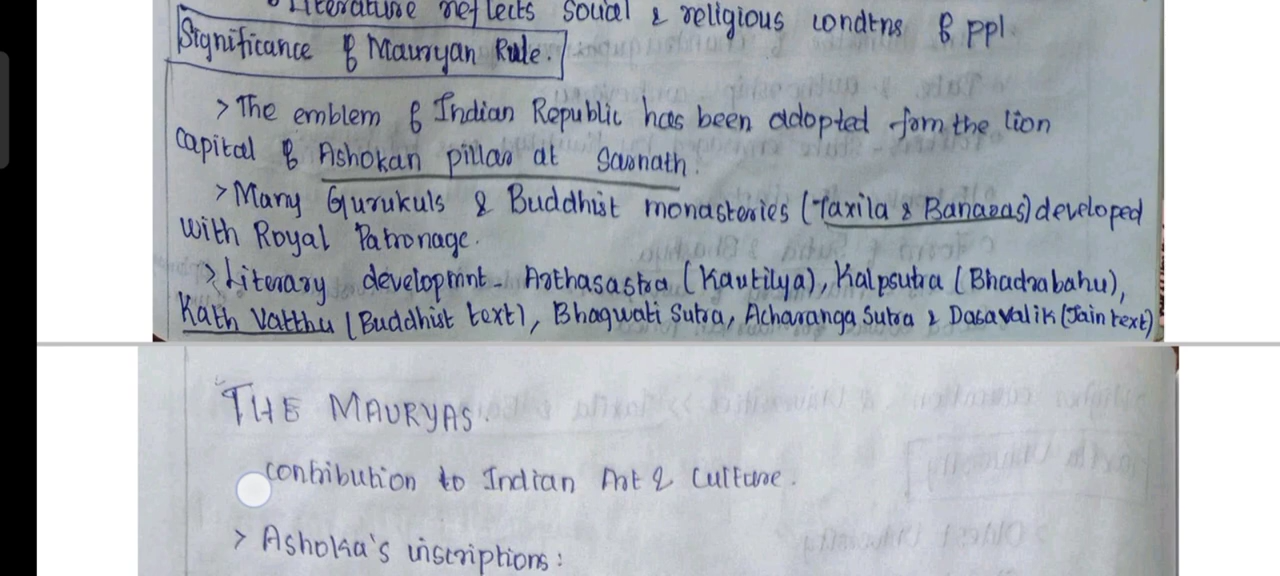 Literature reflects social & religious condtns of ppl.
Significance of Mauryan Rule.
> The emblem of Indian Republic has been adopted from the lion
capital of Ashokan pillar at Sarnath.
> Many Gurukuls & Buddhist monasteries (Taxila & Banaras) developed
with Royal Patronage.
> Literary developmnt - Arthasastra (Kautilya), Kalpsutra (Bhadrabahu),
Kath Vatthu (Buddhist text), Bhagwati Sutra, Acharanga Sutra & Dasavalik (Jain text)
THE MAURYAS.
contribution to Indian Art & Culture.
> Ashoka's inscriptions: